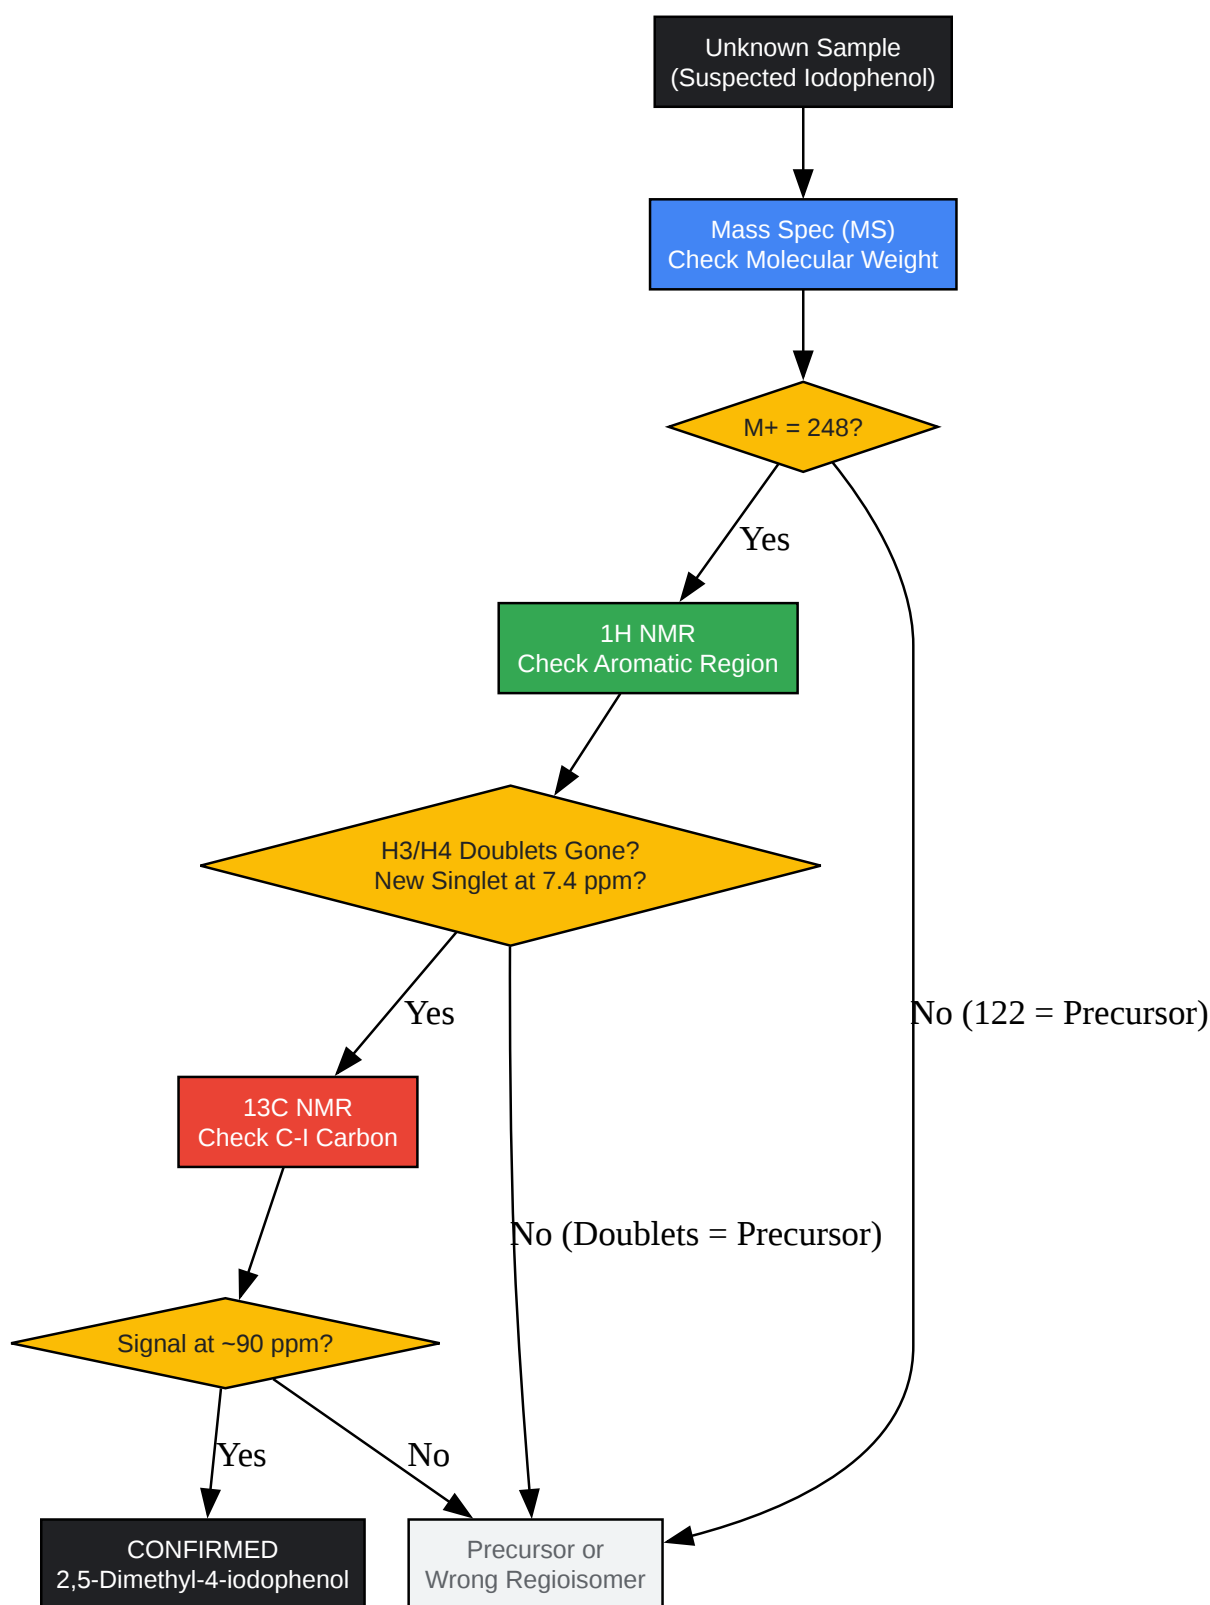 Unknown Sample
(Suspected Iodophenol)
Mass Spec (MS)
Check Molecular Weight
M+ = 248?
Yes
1H NMR
Check Aromatic Region
H3/H4 Doublets Gone?
New Singlet at 7.4 ppm?
Yes
No (122 = Precursor)
13C NMR
Check C-I Carbon
No (Doublets = Precursor)
Signal at ~90 ppm?
Yes
No
CONFIRMED
2,5-Dimethyl-4-iodophenol
Precursor or
Wrong Regioisomer